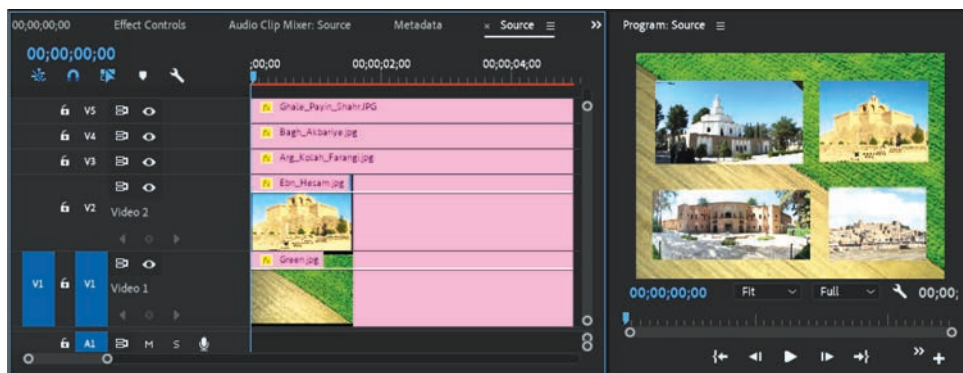 00;00;00;00 Effect Controls Audio Clip Mixer: Source Metadata × Source
Program: Source
00;00;00;00
;00;00 00;00;02;00 00;00;04;00
V5 Ghale_Payin_Shahr.JPG
V4 Bagh_Akbariye.jpg
V3 Arg_Kolah_Farangi.jpg
Ebn_Hesam.jpg
V2 Video 2
Green.jpg
V1 V1 Video 1
A1 M S
00;00;00;00 Fit Full 00;00;